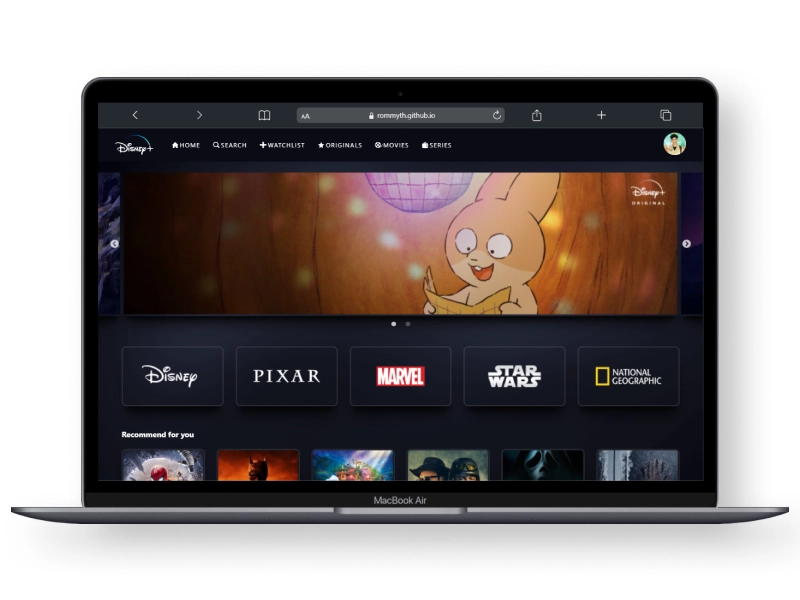 AA rommyth.github.io
Disney+ HOME SEARCH WATCHLIST ORIGINALS MOVIES SERIES
Disney+
ORIGINAL
Disney PIXAR MARVEL STAR WARS NATIONAL GEOGRAPHIC
Recommend for you
MacBook Air